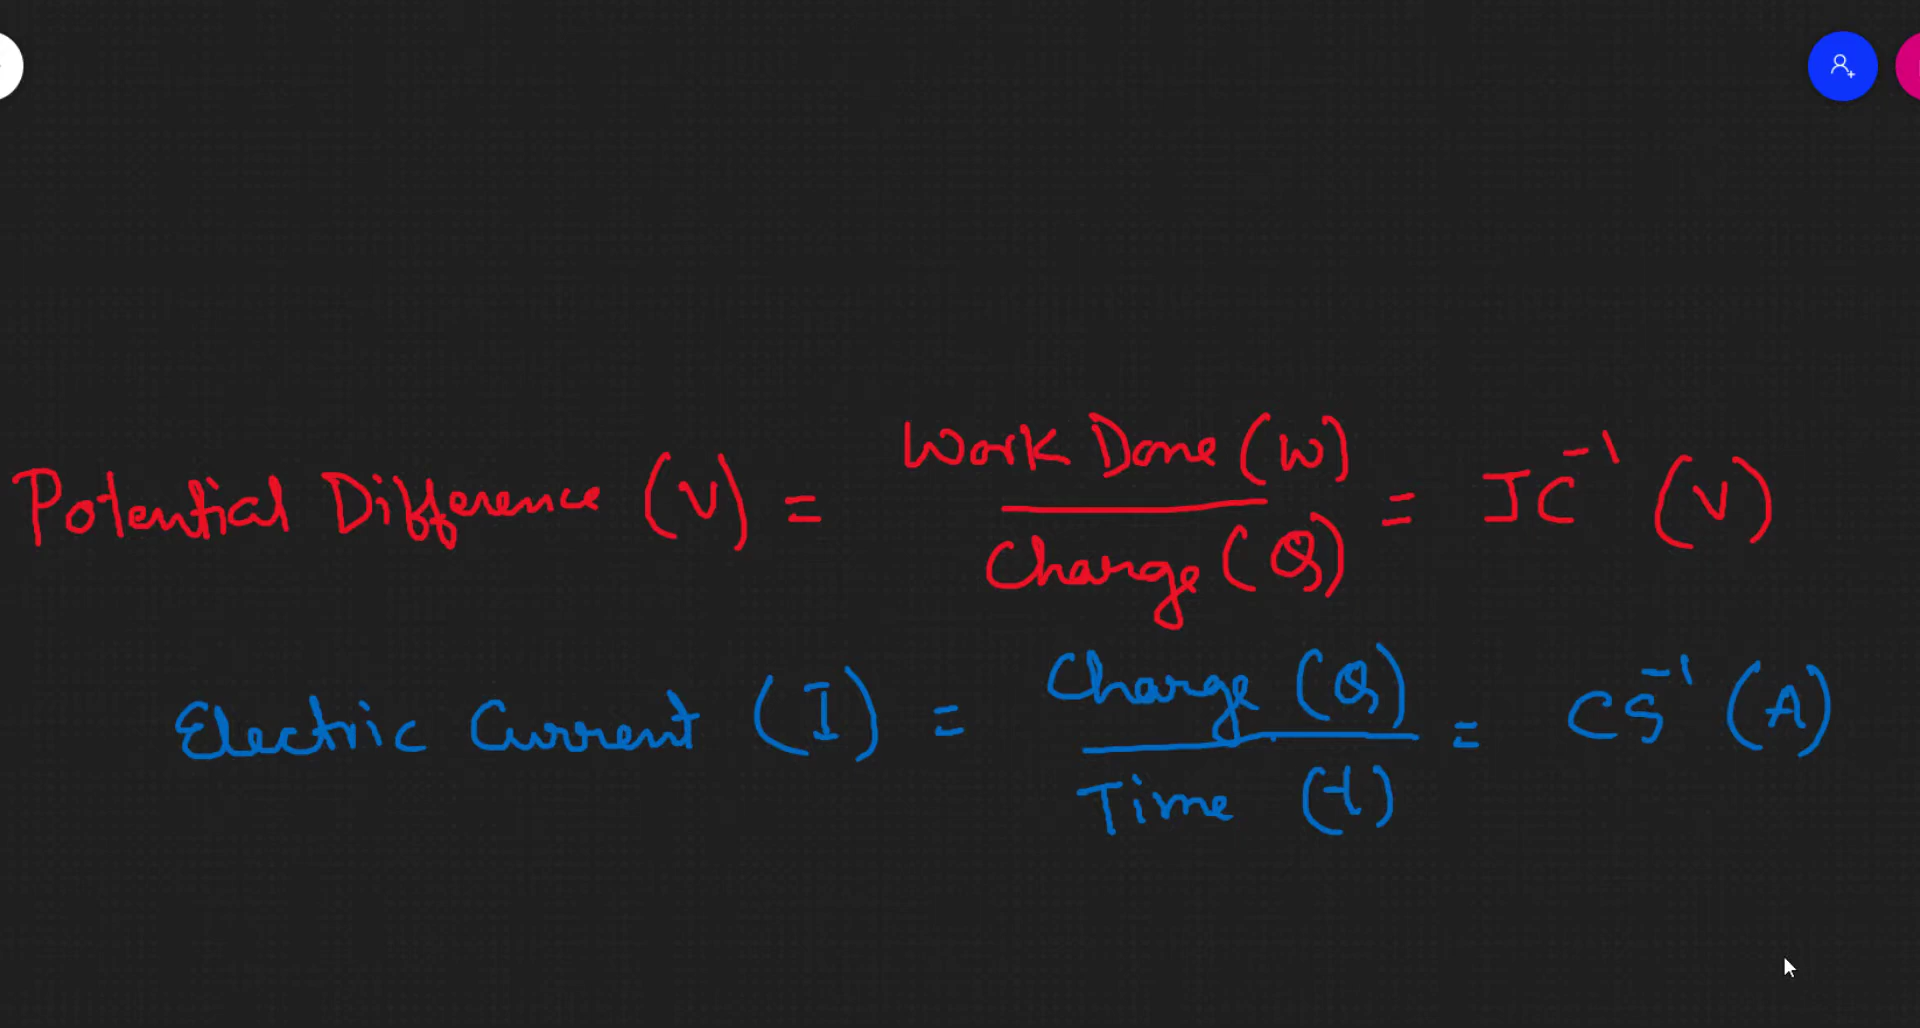 Potential Difference (V) = Work Done (W) / Charge (Q) = JC⁻¹ (V)
Electric Current (I) = Charge (Q) / Time (t) = CS⁻¹ (A)